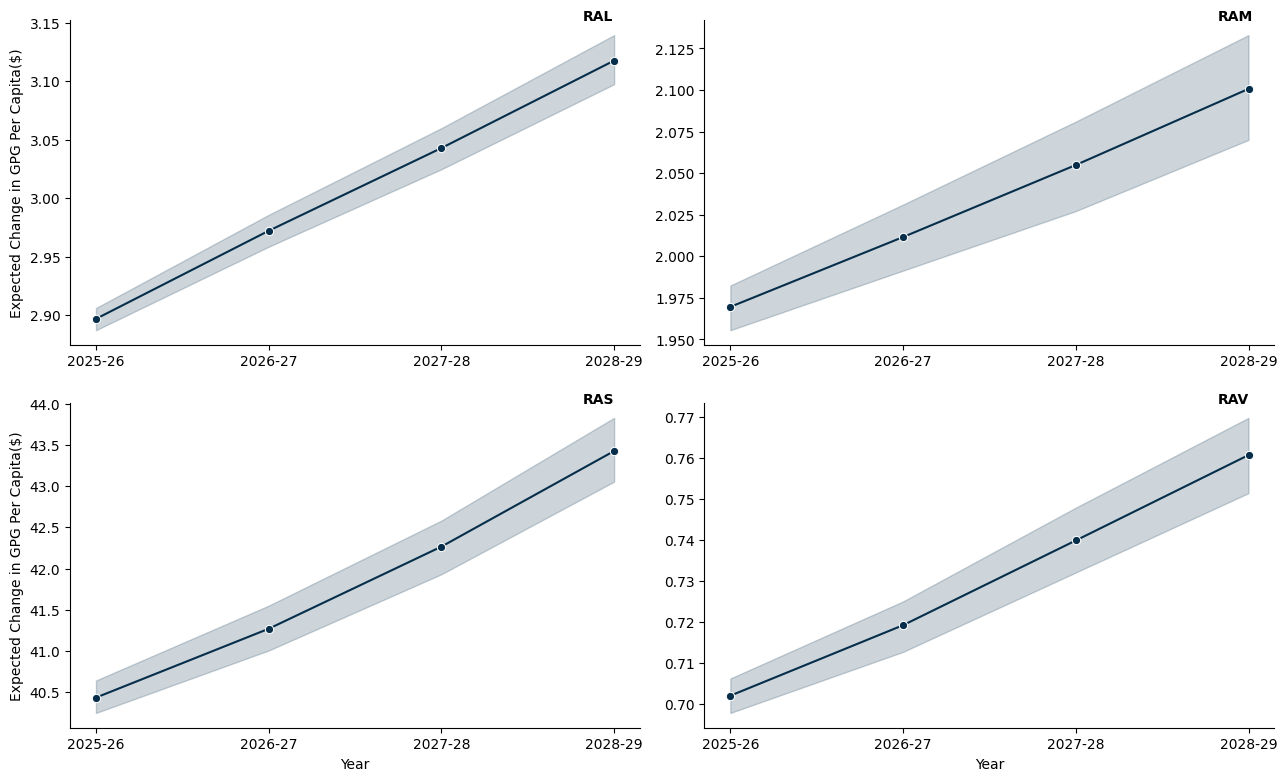 RAL
3.15
3.10
3.05
3.00
2.95
2.90
Expected Change in GPG Per Capita($)
2025-26 2026-27 2027-28 2028-29
RAM
2.125
2.100
2.075
2.050
2.025
2.000
1.975
1.950
2025-26 2026-27 2027-28 2028-29
RAS
44.0
43.5
43.0
42.5
42.0
41.5
41.0
40.5
Expected Change in GPG Per Capita($)
2025-26 2026-27 2027-28 2028-29
Year
RAV
0.77
0.76
0.75
0.74
0.73
0.72
0.71
0.70
2025-26 2026-27 2027-28 2028-29
Year